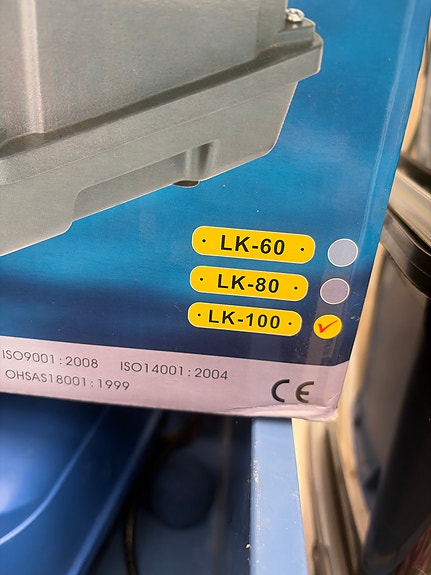 · LK-60 ·
· LK-80 ·
· LK-100 · ✓
ISO9001 : 2008 ISO14001 : 2004
OHSAS18001 : 1999
CE